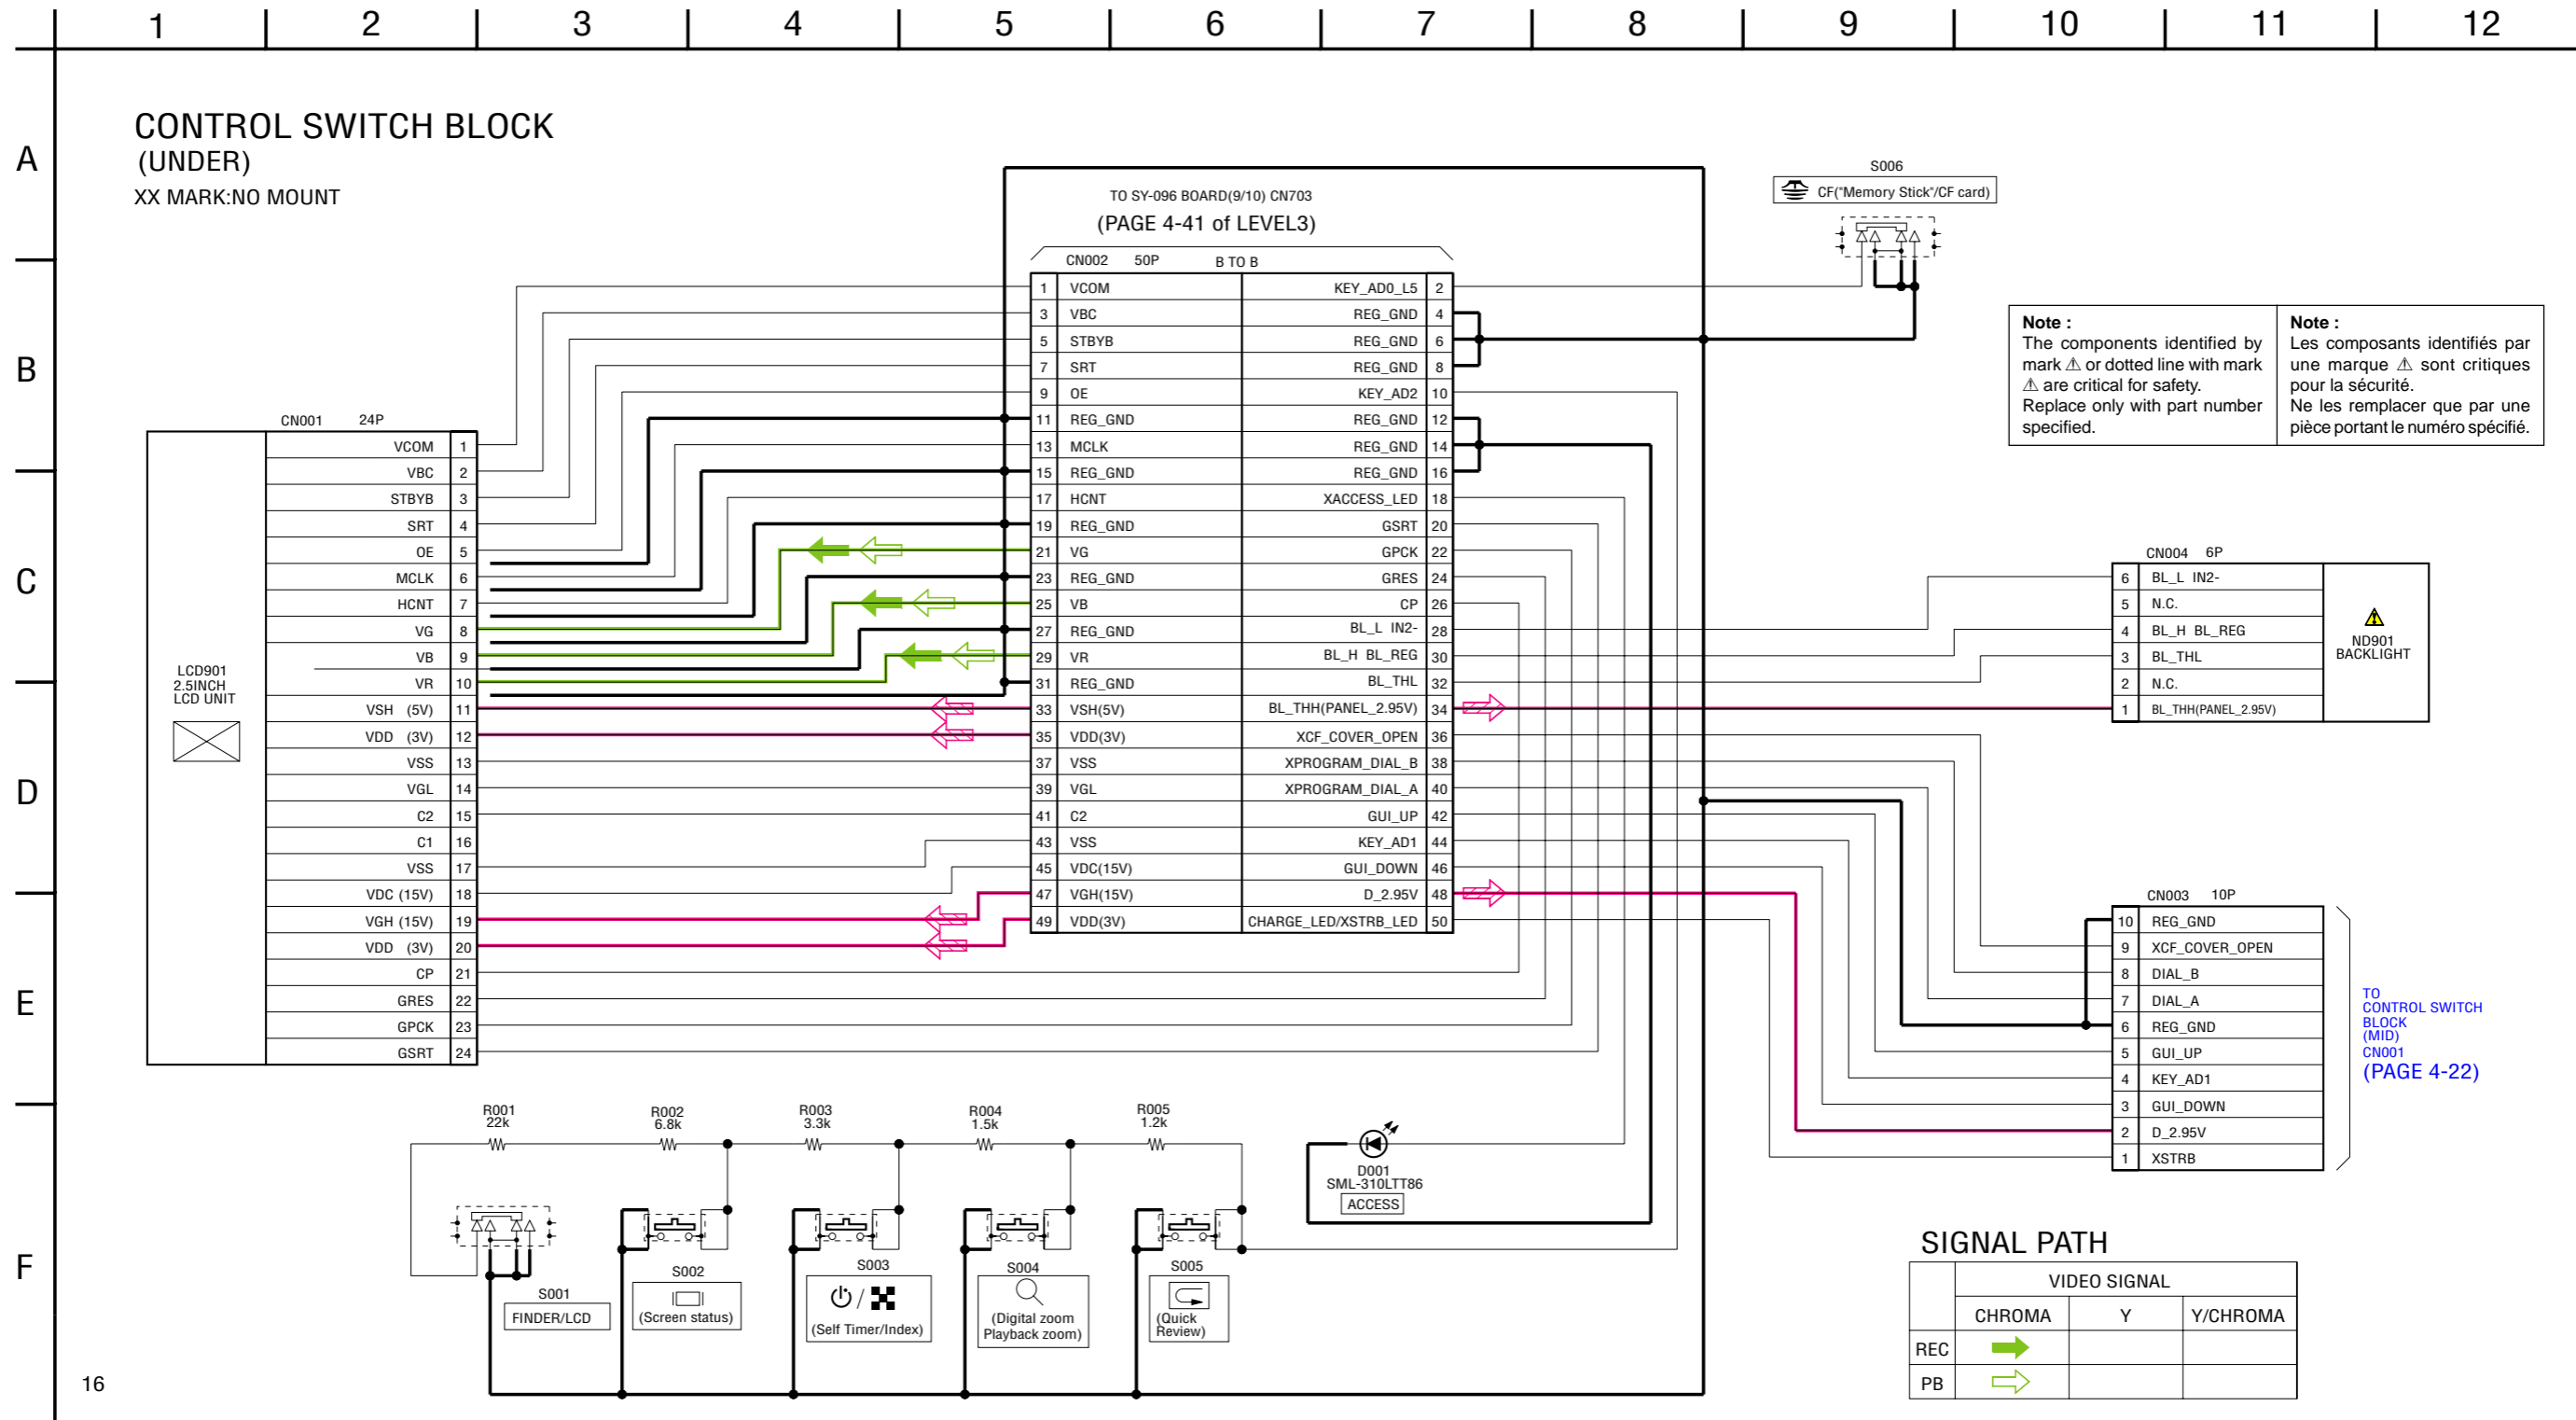 1 2 3 4 5 6 7 8 9 10 11 12
A
B
C
D
E
F
CONTROL SWITCH BLOCK
(UNDER)
XX MARK:NO MOUNT
TO SY-096 BOARD(9/10) CN703
(PAGE 4-41 of LEVEL3)
CN002 50P B TO B
1 VCOM KEY_AD0_L5 2
3 VBC REG_GND 4
5 STBYB REG_GND 6
7 SRT REG_GND 8
9 OE KEY_AD2 10
11 REG_GND REG_GND 12
13 MCLK REG_GND 14
15 REG_GND REG_GND 16
17 HCNT XACCESS_LED 18
19 REG_GND GSRT 20
21 VG GPCK 22
23 REG_GND GRES 24
25 VB CP 26
27 REG_GND BL_L IN2- 28
29 VR BL_H BL_REG 30
31 REG_GND BL_THL 32
33 VSH(5V) BL_THH(PANEL_2.95V) 34
35 VDD(3V) XCF_COVER_OPEN 36
37 VSS XPROGRAM_DIAL_B 38
39 VGL XPROGRAM_DIAL_A 40
41 C2 GUI_UP 42
43 VSS KEY_AD1 44
45 VDC(15V) GUI_DOWN 46
47 VGH(15V) D_2.95V 48
49 VDD(3V) CHARGE_LED/XSTRB_LED 50
S006
CF("Memory Stick"/CF card)
Note :
The components identified by
mark ⚠ or dotted line with mark
⚠ are critical for safety.
Replace only with part number
specified.
Note :
Les composants identifiés par
une marque ⚠ sont critiques
pour la sécurité.
Ne les remplacer que par une
pièce portant le numéro spécifié.
CN001 24P
LCD901
2.5INCH
LCD UNIT
VCOM 1
VBC 2
STBYB 3
SRT 4
OE 5
MCLK 6
HCNT 7
VG 8
VB 9
VR 10
VSH (5V) 11
VDD (3V) 12
VSS 13
VGL 14
C2 15
C1 16
VSS 17
VDC (15V) 18
VGH (15V) 19
VDD (3V) 20
CP 21
GRES 22
GPCK 23
GSRT 24
CN004 6P
6 BL_L IN2-
5 N.C.
4 BL_H BL_REG
3 BL_THL
2 N.C.
1 BL_THH(PANEL_2.95V)
ND901
BACKLIGHT
CN003 10P
10 REG_GND
9 XCF_COVER_OPEN
8 DIAL_B
7 DIAL_A
6 REG_GND
5 GUI_UP
4 KEY_AD1
3 GUI_DOWN
2 D_2.95V
1 XSTRB
TO
CONTROL SWITCH
BLOCK
(MID)
CN001
(PAGE 4-22)
R001
22k
R002
6.8k
R003
3.3k
R004
1.5k
R005
1.2k
D001
SML-310LTT86
ACCESS
S001
FINDER/LCD
S002
(Screen status)
S003
/
(Self Timer/Index)
S004
(Digital zoom
Playback zoom)
S005
(Quick
Review)
SIGNAL PATH
VIDEO SIGNAL
CHROMA Y Y/CHROMA
REC
PB
16